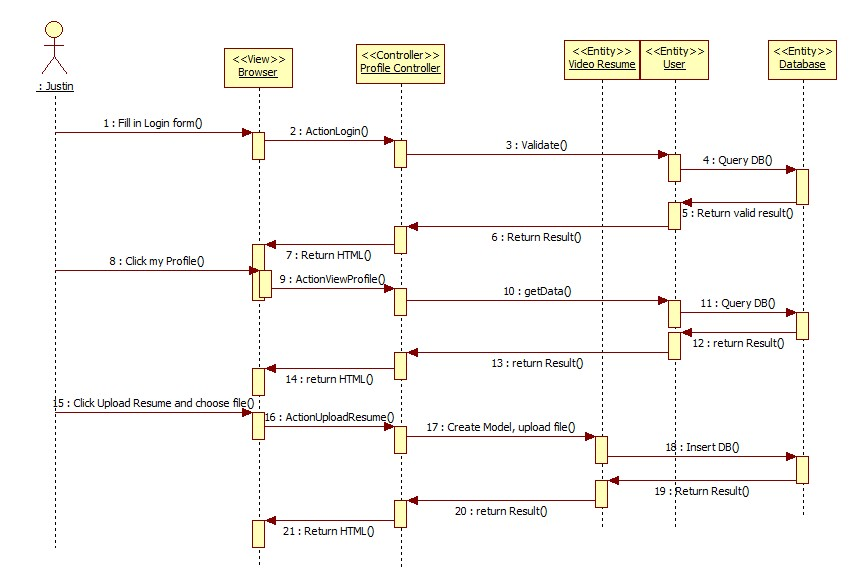 <<View>>
Browser
<<Controller>>
Profile Controller
<<Entity>>
Video Resume
<<Entity>>
User
<<Entity>>
Database
: Justin
1 : Fill in Login form()
2 : ActionLogin()
3 : Validate()
4 : Query DB()
5 : Return valid result()
6 : Return Result()
7 : Return HTML()
8 : Click my Profile()
9 : ActionViewProfile()
10 : getData()
11 : Query DB()
12 : return Result()
13 : return Result()
14 : return HTML()
15 : Click Upload Resume and choose file()
16 : ActionUploadResume()
17 : Create Model, upload file()
18 : Insert DB()
19 : Return Result()
20 : return Result()
21 : Return HTML()